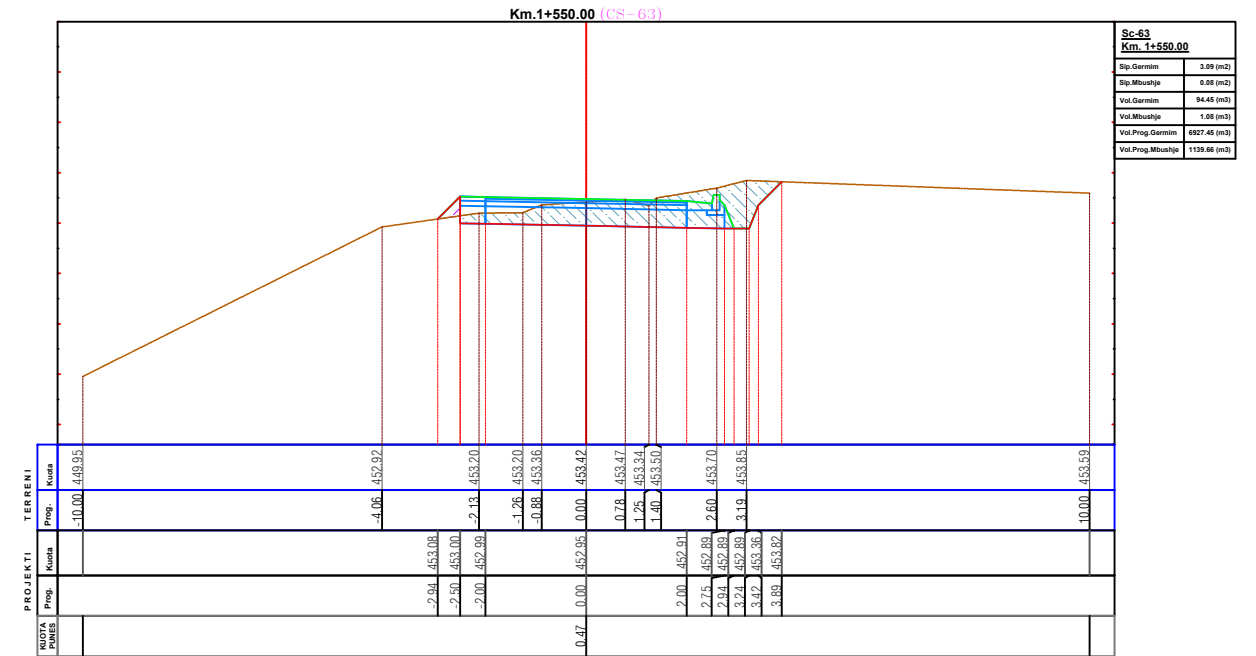 Km.1+550.00 (CS-63)
Sc-63
Km. 1+550.00
Sip.Germim 3.09 (m2)
Sip.Mbushje 0.08 (m2)
Vol.Germim 94.45 (m3)
Vol.Mbushje 1.08 (m3)
Vol.Prog.Germim 6927.45 (m3)
Vol.Prog.Mbushje 1139.66 (m3)
TERRENI
Kuota 449.95 452.92 453.20 453.20 453.36 453.42 453.47 453.34 453.50 453.70 453.85 453.59
Prog. -10.00 -4.06 -2.13 -1.26 -0.88 0.00 0.78 1.25 1.40 2.60 3.19 10.00
PROJEKTI
Kuota 453.08 453.00 452.99 452.95 452.91 452.89 452.89 452.89 453.36 453.82
Prog. -2.94 -2.50 -2.00 0.00 2.00 2.75 2.94 3.24 3.42 3.89
KUOTA
PUNES
0.47